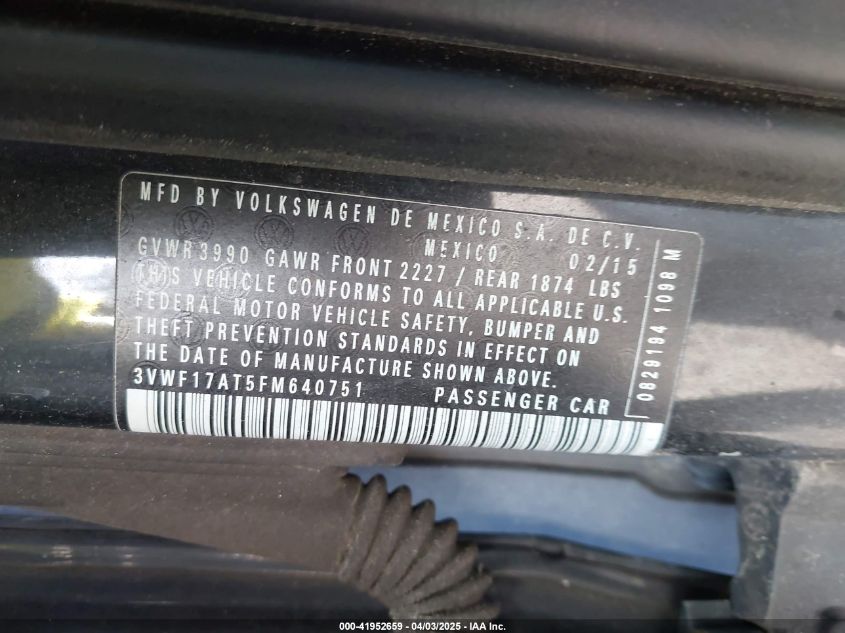 MFD BY VOLKSWAGEN DE MEXICO S.A. DE C.V.
MEXICO 02/15
GVWR 3990 GAWR FRONT 2227 / REAR 1874 LBS
THIS VEHICLE CONFORMS TO ALL APPLICABLE U.S.
FEDERAL MOTOR VEHICLE SAFETY, BUMPER AND
THEFT PREVENTION STANDARDS IN EFFECT ON
THE DATE OF MANUFACTURE SHOWN ABOVE.
3VWF17AT5FM640751 PASSENGER CAR
0829194 1098 M
000-41952659 - 04/03/2025 - IAA Inc.